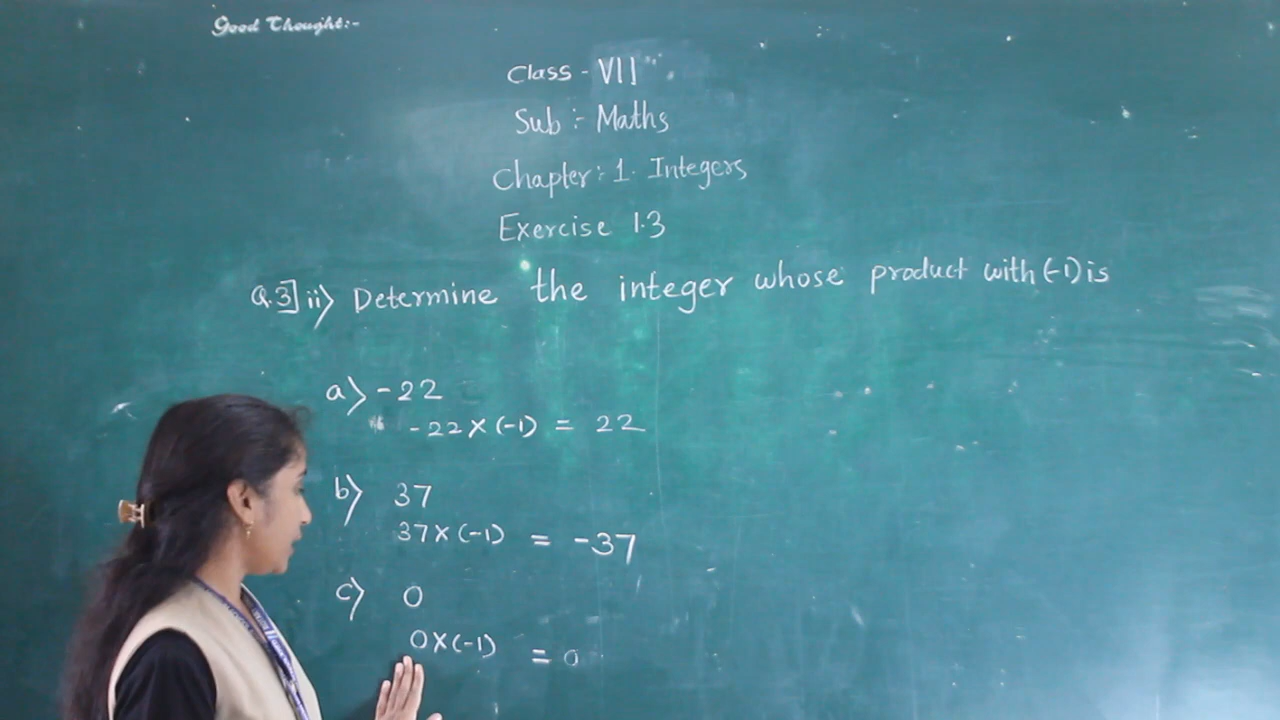 Good Thought:-
Class - VII
Sub :- Maths
Chapter: 1. Integers
Exercise 1.3
Q.3] ii) Determine the integer whose product with (-1) is
a) -22
-22 X (-1) = 22
b) 37
37 X (-1) = -37
c) 0
0 X (-1) = 0